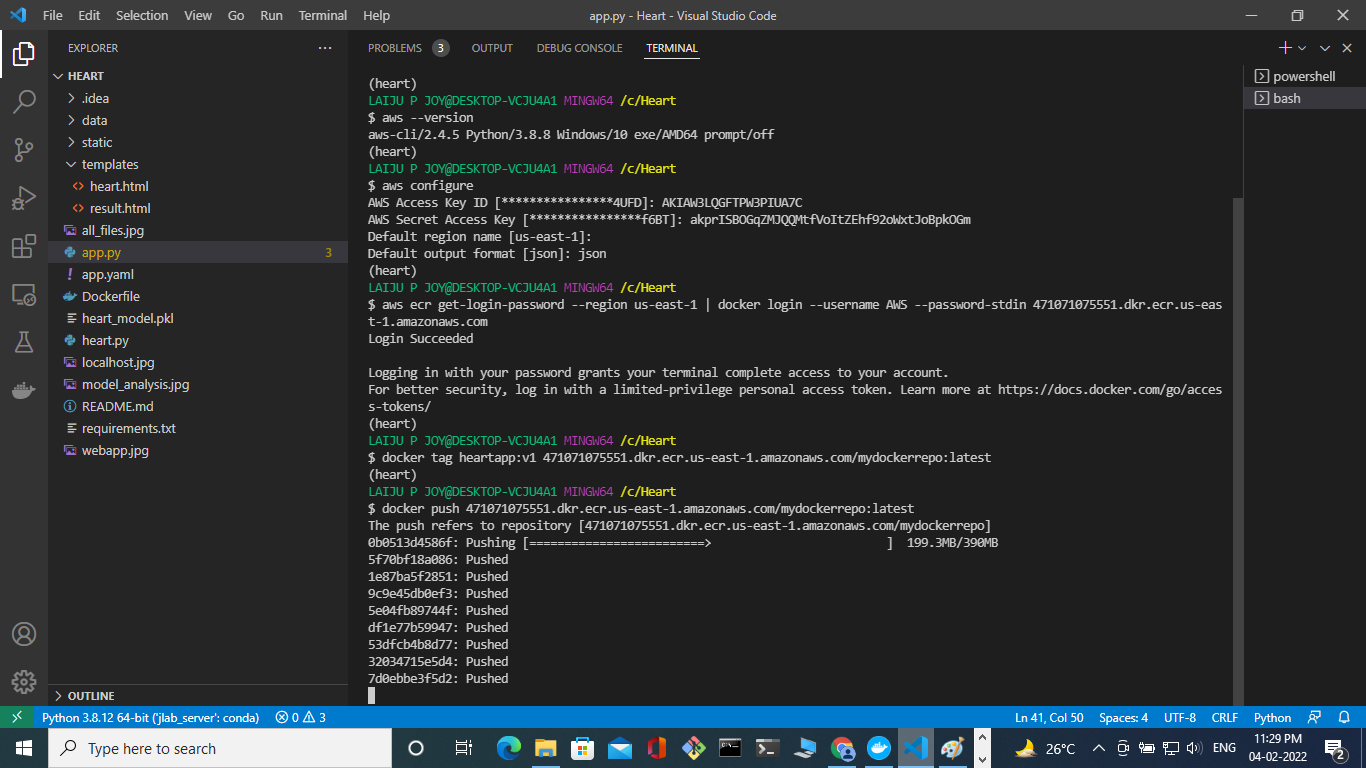 File Edit Selection View Go Run Terminal Help
app.py - Heart - Visual Studio Code
EXPLORER
HEART
.idea
data
static
templates
heart.html
result.html
all_files.jpg
app.py 3
app.yaml
Dockerfile
heart_model.pkl
heart.py
localhost.jpg
model_analysis.jpg
README.md
requirements.txt
webapp.jpg
OUTLINE
PROBLEMS 3 OUTPUT DEBUG CONSOLE TERMINAL
(heart)
LAIJU P JOY@DESKTOP-VCJU4A1 MINGW64 /c/Heart
$ aws --version
aws-cli/2.4.5 Python/3.8.8 Windows/10 exe/AMD64 prompt/off
(heart)
LAIJU P JOY@DESKTOP-VCJU4A1 MINGW64 /c/Heart
$ aws configure
AWS Access Key ID [****************4UFD]: AKIAW3LQGFTPW3PIUA7C
AWS Secret Access Key [****************f6BT]:
Default region name [us-east-1]:
Default output format [json]: json
(heart)
LAIJU P JOY@DESKTOP-VCJU4A1 MINGW64 /c/Heart
$ aws ecr get-login-password --region us-east-1 | docker login --username AWS --password-stdin 471071075551.dkr.ecr.us-eas
t-1.amazonaws.com
Login Succeeded
Logging in with your password grants your terminal complete access to your account.
For better security, log in with a limited-privilege personal access token. Learn more at https://docs.docker.com/go/acces
s-tokens/
(heart)
LAIJU P JOY@DESKTOP-VCJU4A1 MINGW64 /c/Heart
$ docker tag heartapp:v1 471071075551.dkr.ecr.us-east-1.amazonaws.com/mydockerrepo:latest
(heart)
LAIJU P JOY@DESKTOP-VCJU4A1 MINGW64 /c/Heart
$ docker push 471071075551.dkr.ecr.us-east-1.amazonaws.com/mydockerrepo:latest
The push refers to repository [471071075551.dkr.ecr.us-east-1.amazonaws.com/mydockerrepo]
0b0513d4586f: Pushing [=========================>                         ]  199.3MB/390MB
5f70bf18a086: Pushed
1e87ba5f2851: Pushed
9c9e45db0ef3: Pushed
5e04fb89744f: Pushed
df1e77b59947: Pushed
53dfcb4b8d77: Pushed
32034715e5d4: Pushed
7d0ebbe3f5d2: Pushed
powershell
bash
Python 3.8.12 64-bit ('jlab_server': conda) 0 3
Ln 41, Col 50 Spaces: 4 UTF-8 CRLF Python
Type here to search
26°C ENG
11:29 PM
04-02-2022
2